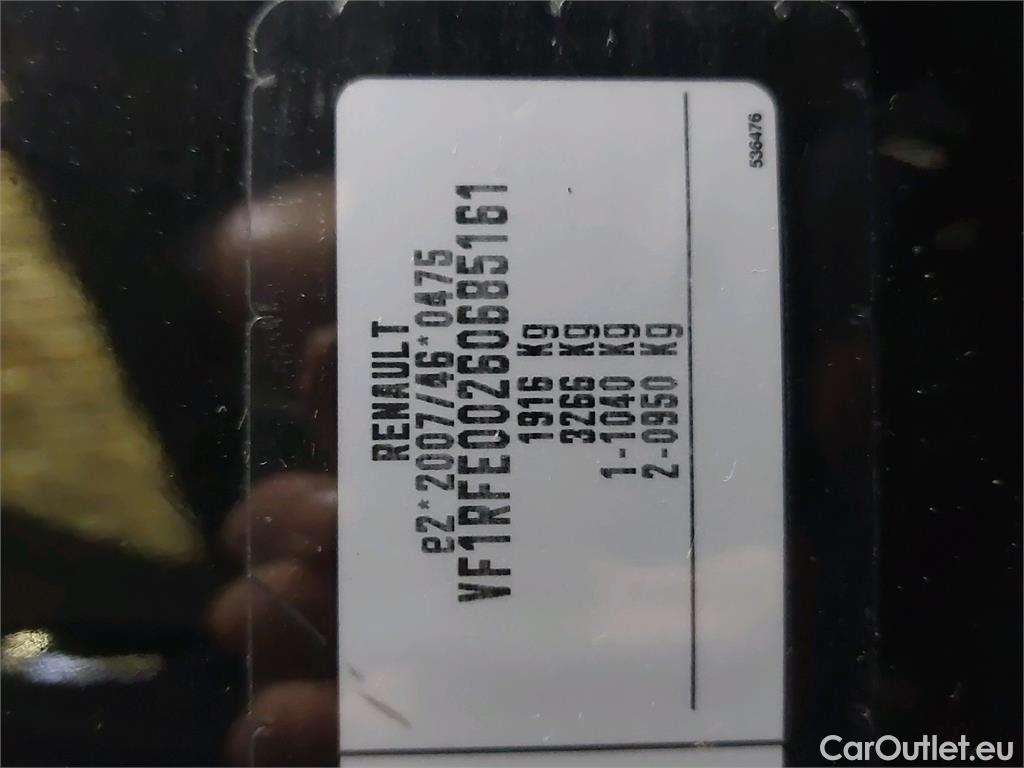 RENAULT
e2*2007/46*0475
VF1RFE00260685161
1916 Kg
3266 Kg
1-1040 Kg
2-0950 Kg
536476
CarOutlet.eu